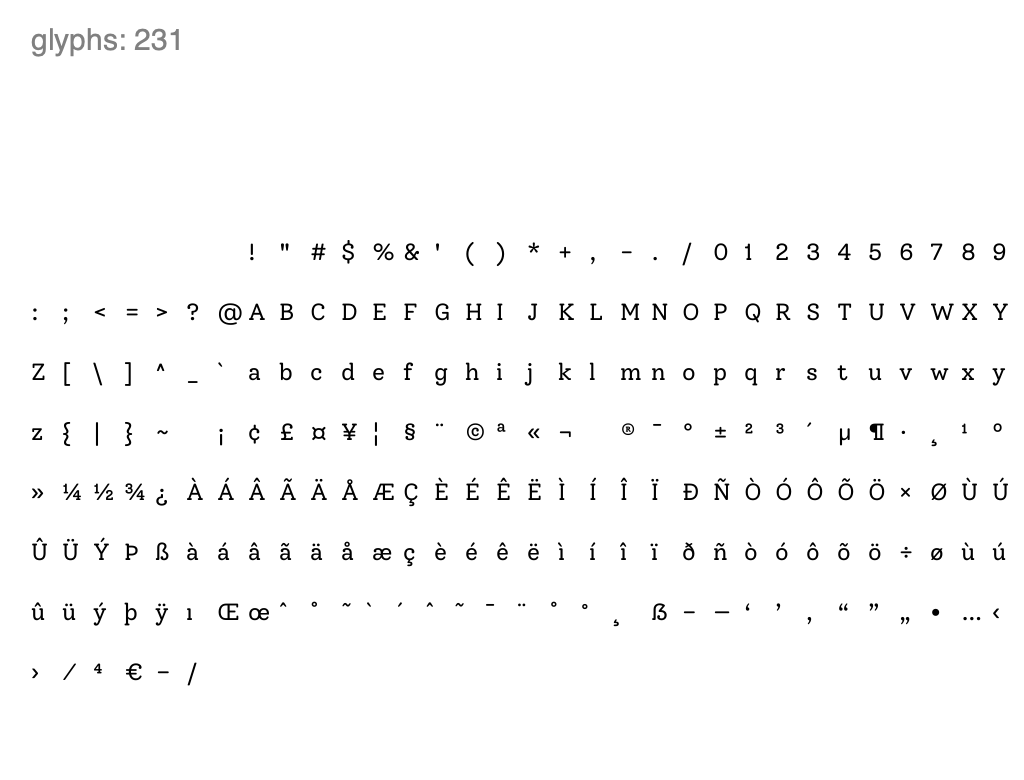 glyphs: 231
! " # $ % & ' ( ) * + , - . / 0 1 2 3 4 5 6 7 8 9
: ; < = > ? @ A B C D E F G H I J K L M N O P Q R S T U V W X Y
Z [ \ ] ^ _ ` a b c d e f g h i j k l m n o p q r s t u v w x y
z { | } ~ ¡ ¢ £ ¤ ¥ ¦ § ¨ © ª « ¬ ® ¯ ° ± ² ³ ´ µ ¶ · ¸ ¹ º
» ¼ ½ ¾ ¿ À Á Â Ã Ä Å Æ Ç È É Ê Ë Ì Í Î Ï Ð Ñ Ò Ó Ô Õ Ö × Ø Ù Ú
Û Ü Ý Þ ß à á â ã ä å æ ç è é ê ë ì í î ï ð ñ ò ó ô õ ö ÷ ø ù ú
û ü ý þ ÿ ı Œ œ ˆ ˚ ˜ ` ´ ˆ ˜ ¯ ¨ ˚ ° ¸ ẞ – — ‘ ’ ‚ “ ” „ • … ‹
› ⁄ ⁴ € − ∕